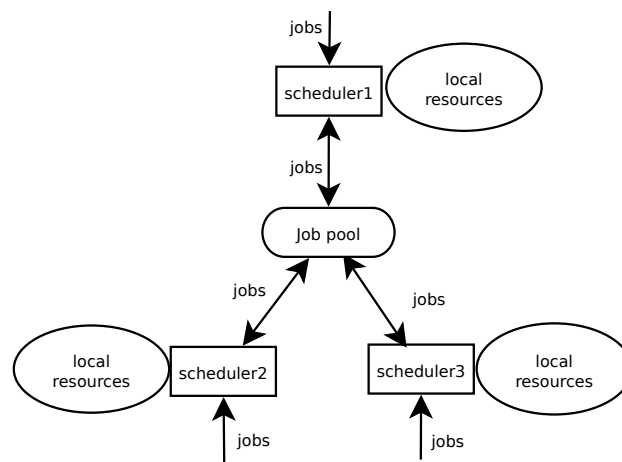 jobs
scheduler1
local
resources
jobs
Job pool
jobs
jobs
local
resources
scheduler2
scheduler3
local
resources
jobs
jobs